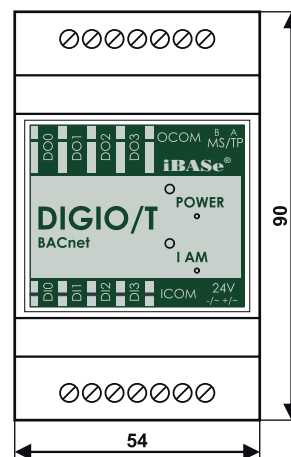 DO0 DO1 DO2 DO3 OCOM B A
MS/TP
iBASe®
POWER
DIGIO/T
BACnet
I AM
DI0 DI1 DI2 DI3 ICOM 24V
-/~ +/~
90
54